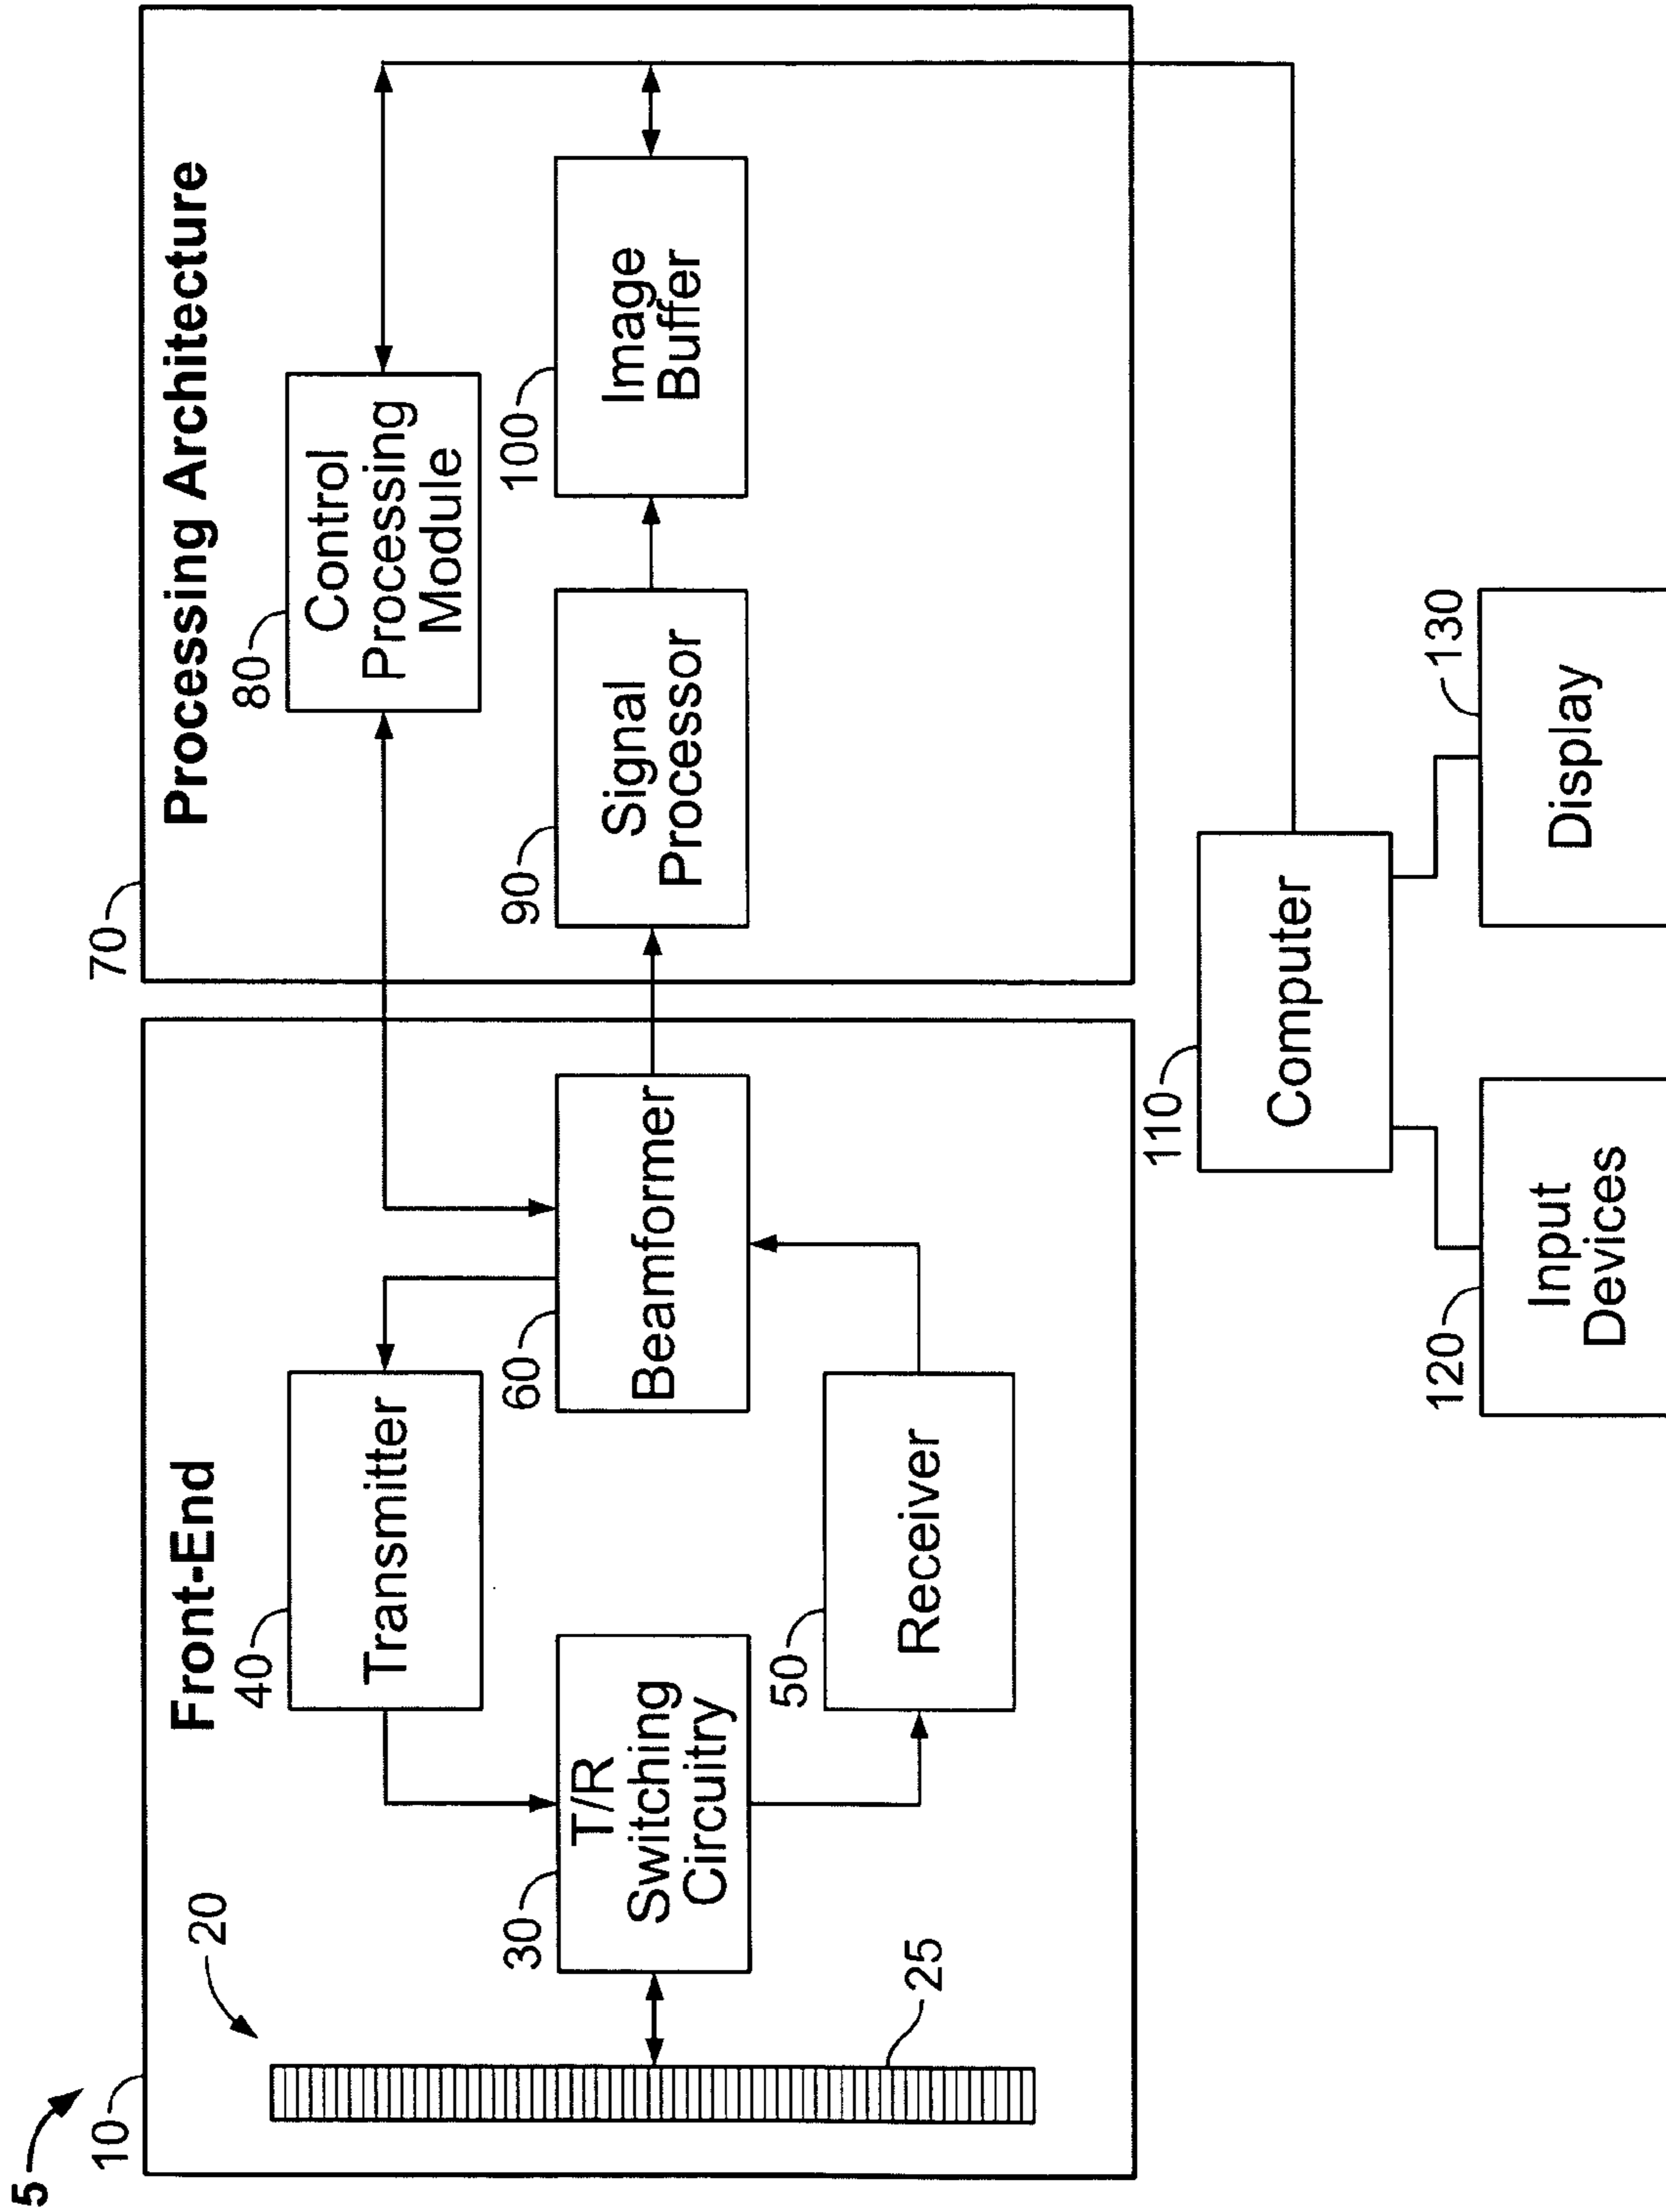 5
10
Front-End
20
25
30
T/R
Switching
Circuitry
40
Transmitter
50
Receiver
60
Beamformer
70
Processing Architecture
80
Control
Processing
Module
90
Signal
Processor
100
Image
Buffer
110
Computer
120
Input
Devices
130
Display